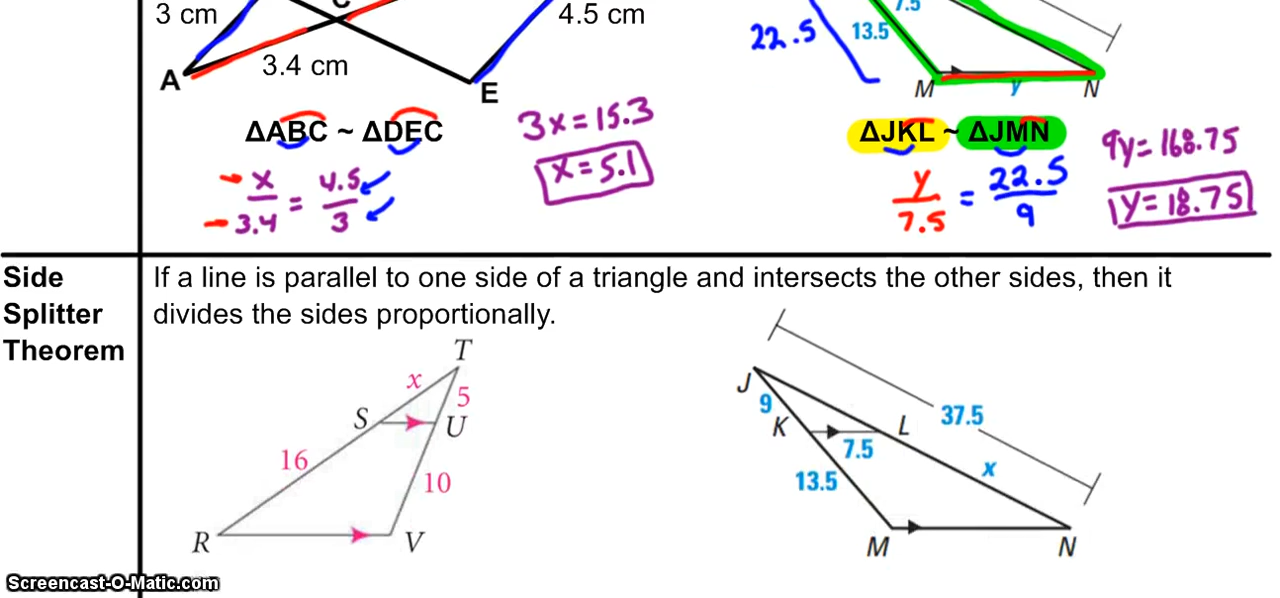 3 cm
C
4.5 cm
3.4 cm
A
E
7.5
13.5
22.5
M
y
N
ΔABC ~ ΔDEC
3x=15.3
x=5.1
x/3.4 = 4.5/3
ΔJKL ~ ΔJMN
9y=168.75
y=18.75
y/7.5 = 22.5/9
Side
Splitter
Theorem
If a line is parallel to one side of a triangle and intersects the other sides, then it
divides the sides proportionally.
T
x
5
S
U
16
10
R
V
J
9
K
L
37.5
7.5
x
13.5
M
N
Screencast-O-Matic.com